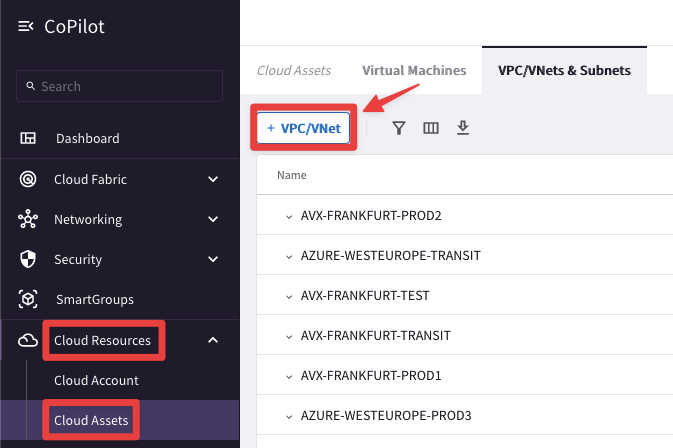 CoPilot
Search
Dashboard
Cloud Fabric
Networking
Security
SmartGroups
Cloud Resources
Cloud Account
Cloud Assets
Cloud Assets Virtual Machines VPC/VNets & Subnets
+ VPC/VNet
Name
AVX-FRANKFURT-PROD2
AZURE-WESTEUROPE-TRANSIT
AVX-FRANKFURT-TEST
AVX-FRANKFURT-TRANSIT
AVX-FRANKFURT-PROD1
AZURE-WESTEUROPE-PROD3